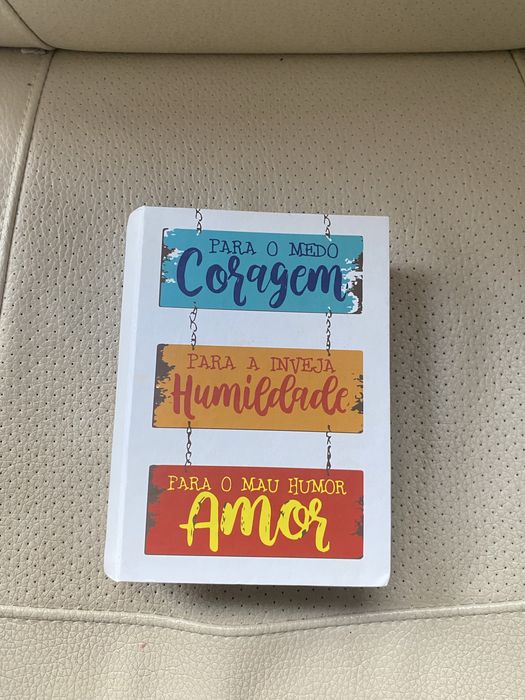 PARA O MEDO
Coragem
PARA A INVEJA
Humildade
PARA O MAU HUMOR
Amor